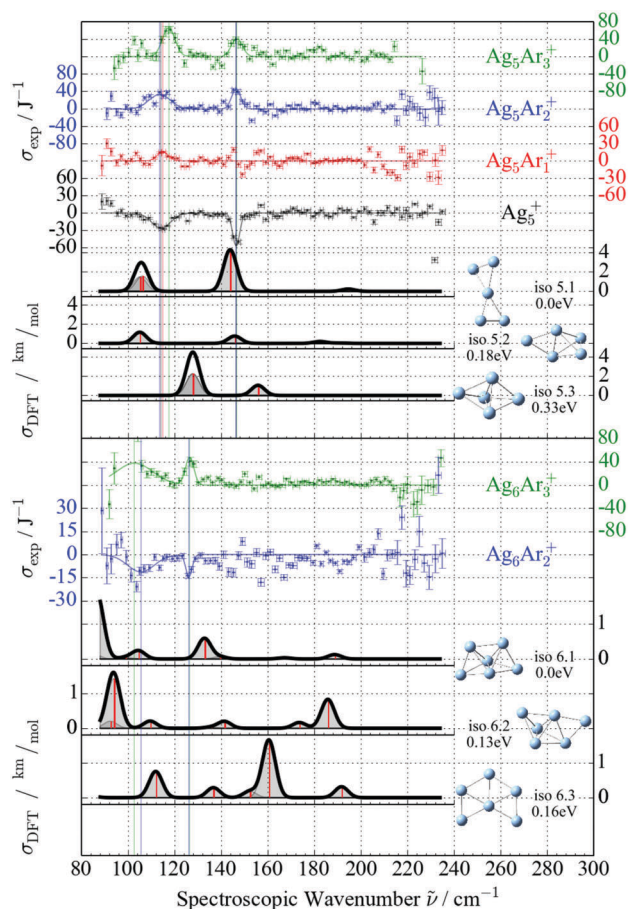 80
40
0
-40
-80
Ag₅Ar₃⁺
σexp / J⁻¹
80
40
0
-40
-80
Ag₅Ar₂⁺
60
30
0
-30
-60
Ag₅Ar₁⁺
60
30
0
-30
-60
Ag₅⁺
4
2
0
iso 5.1
0.0eV
4
2
0
iso 5.2
0.18eV
4
2
0
iso 5.3
0.33eV
σDFT / km/mol
80
40
0
-40
-80
Ag₆Ar₃⁺
σexp / J⁻¹
30
15
0
-15
-30
Ag₆Ar₂⁺
1
0
iso 6.1
0.0eV
1
0
iso 6.2
0.13eV
1
0
iso 6.3
0.16eV
σDFT / km/mol
80 100 120 140 160 180 200 220 240 260 280 300
Spectroscopic Wavenumber ν̃ / cm⁻¹